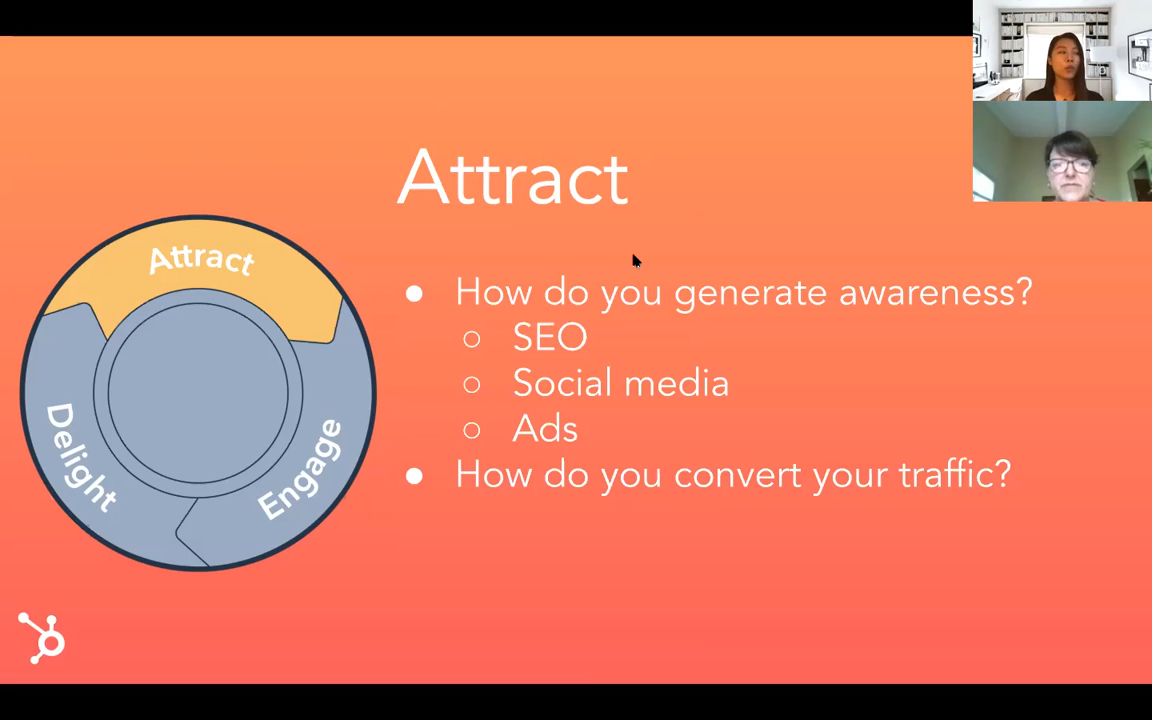 Attract
Attract
How do you generate awareness?
SEO
Social media
Ads
How do you convert your traffic?
Delight
Engage